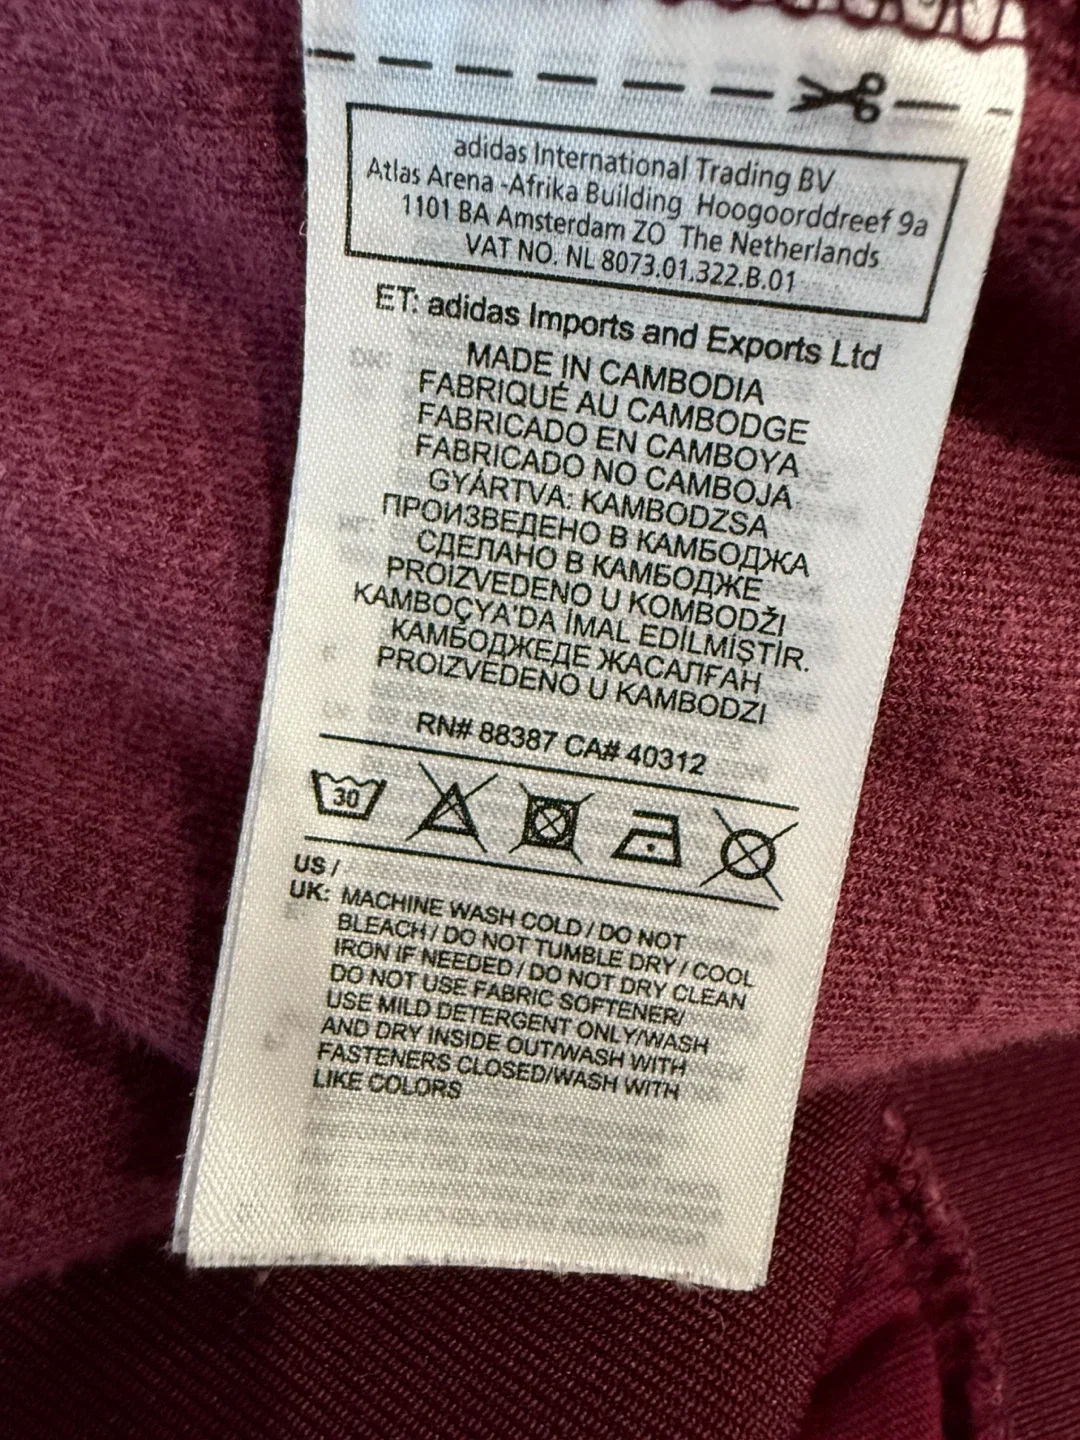 adidas International Trading BV
Atlas Arena -Afrika Building Hoogoorddreef 9a
1101 BA Amsterdam ZO The Netherlands
VAT NO. NL 8073.01.322.B.01
ET: adidas Imports and Exports Ltd
MADE IN CAMBODIA
FABRIQUÉ AU CAMBODGE
FABRICADO EN CAMBOYA
FABRICADO NO CAMBOJA
GYÁRTVA: KAMBODZSA
ПРОИЗВЕДЕНО В КАМБОДЖА
СДЕЛАНО В КАМБОДЖЕ
PROIZVEDENO U KOMBODŽI
KAMBOÇYA'DA İMAL EDİLMİŞTİR.
КАМБОДЖЕДЕ ЖАСАЛҒАН
PROIZVEDENO U KAMBODZI
RN# 88387 CA# 40312
30
US /
UK: MACHINE WASH COLD / DO NOT
BLEACH / DO NOT TUMBLE DRY / COOL
IRON IF NEEDED / DO NOT DRY CLEAN
DO NOT USE FABRIC SOFTENER/
USE MILD DETERGENT ONLY/WASH
AND DRY INSIDE OUT/WASH WITH
FASTENERS CLOSED/WASH WITH
LIKE COLORS